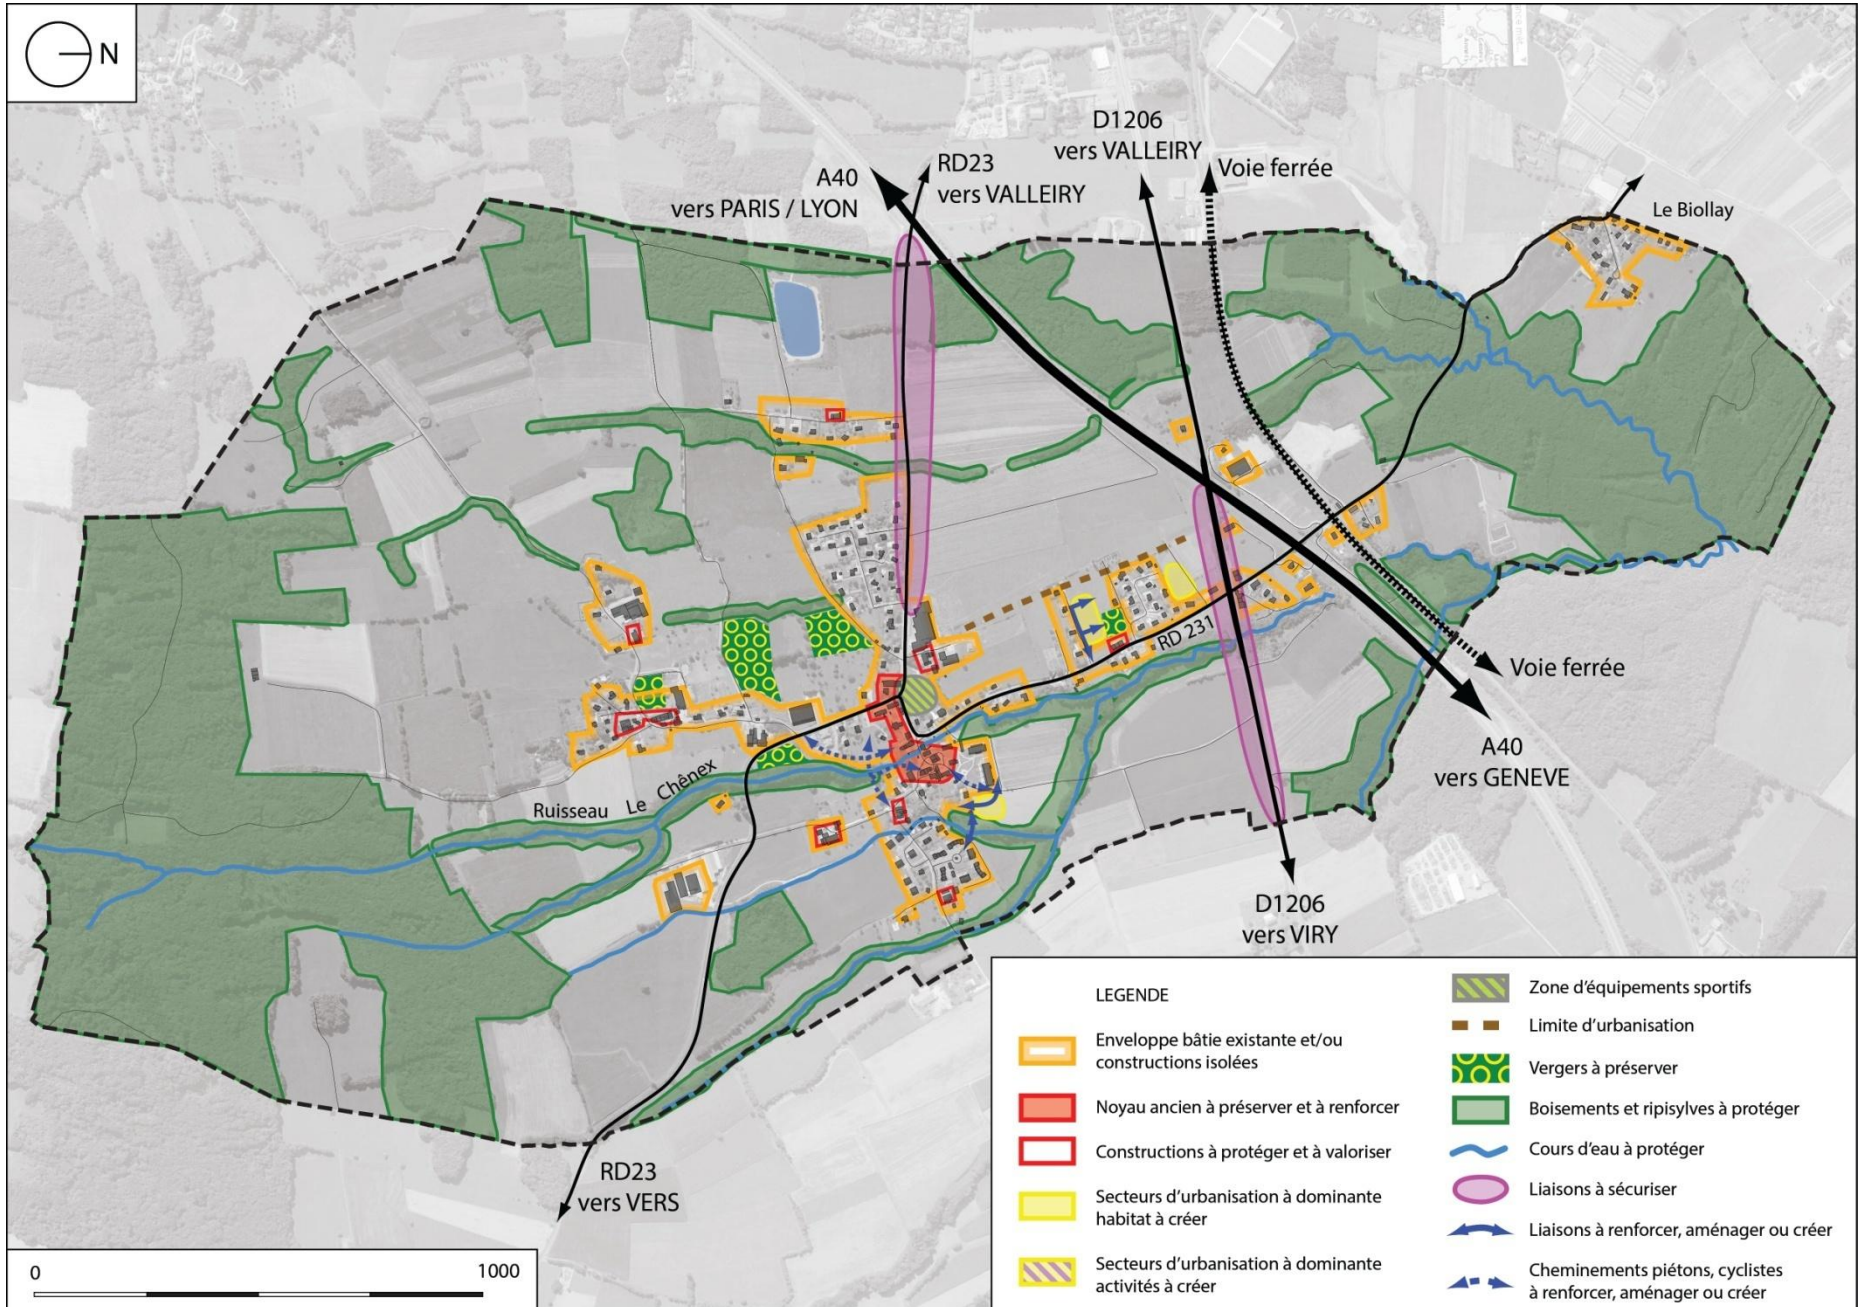 N
D1206
vers VALLEIRY
RD23
vers VALLEIRY
A40
vers PARIS / LYON
Voie ferrée
Le Biollay
RD 231
Voie ferrée
A40
vers GENEVE
Ruisseau Le Chênex
D1206
vers VIRY
RD23
vers VERS
0 1000
LEGENDE
Enveloppe bâtie existante et/ou
constructions isolées
Noyau ancien à préserver et à renforcer
Constructions à protéger et à valoriser
Secteurs d'urbanisation à dominante
habitat à créer
Secteurs d'urbanisation à dominante
activités à créer
Zone d'équipements sportifs
Limite d'urbanisation
Vergers à préserver
Boisements et ripisylves à protéger
Cours d'eau à protéger
Liaisons à sécuriser
Liaisons à renforcer, aménager ou créer
Cheminements piétons, cyclistes
à renforcer, aménager ou créer